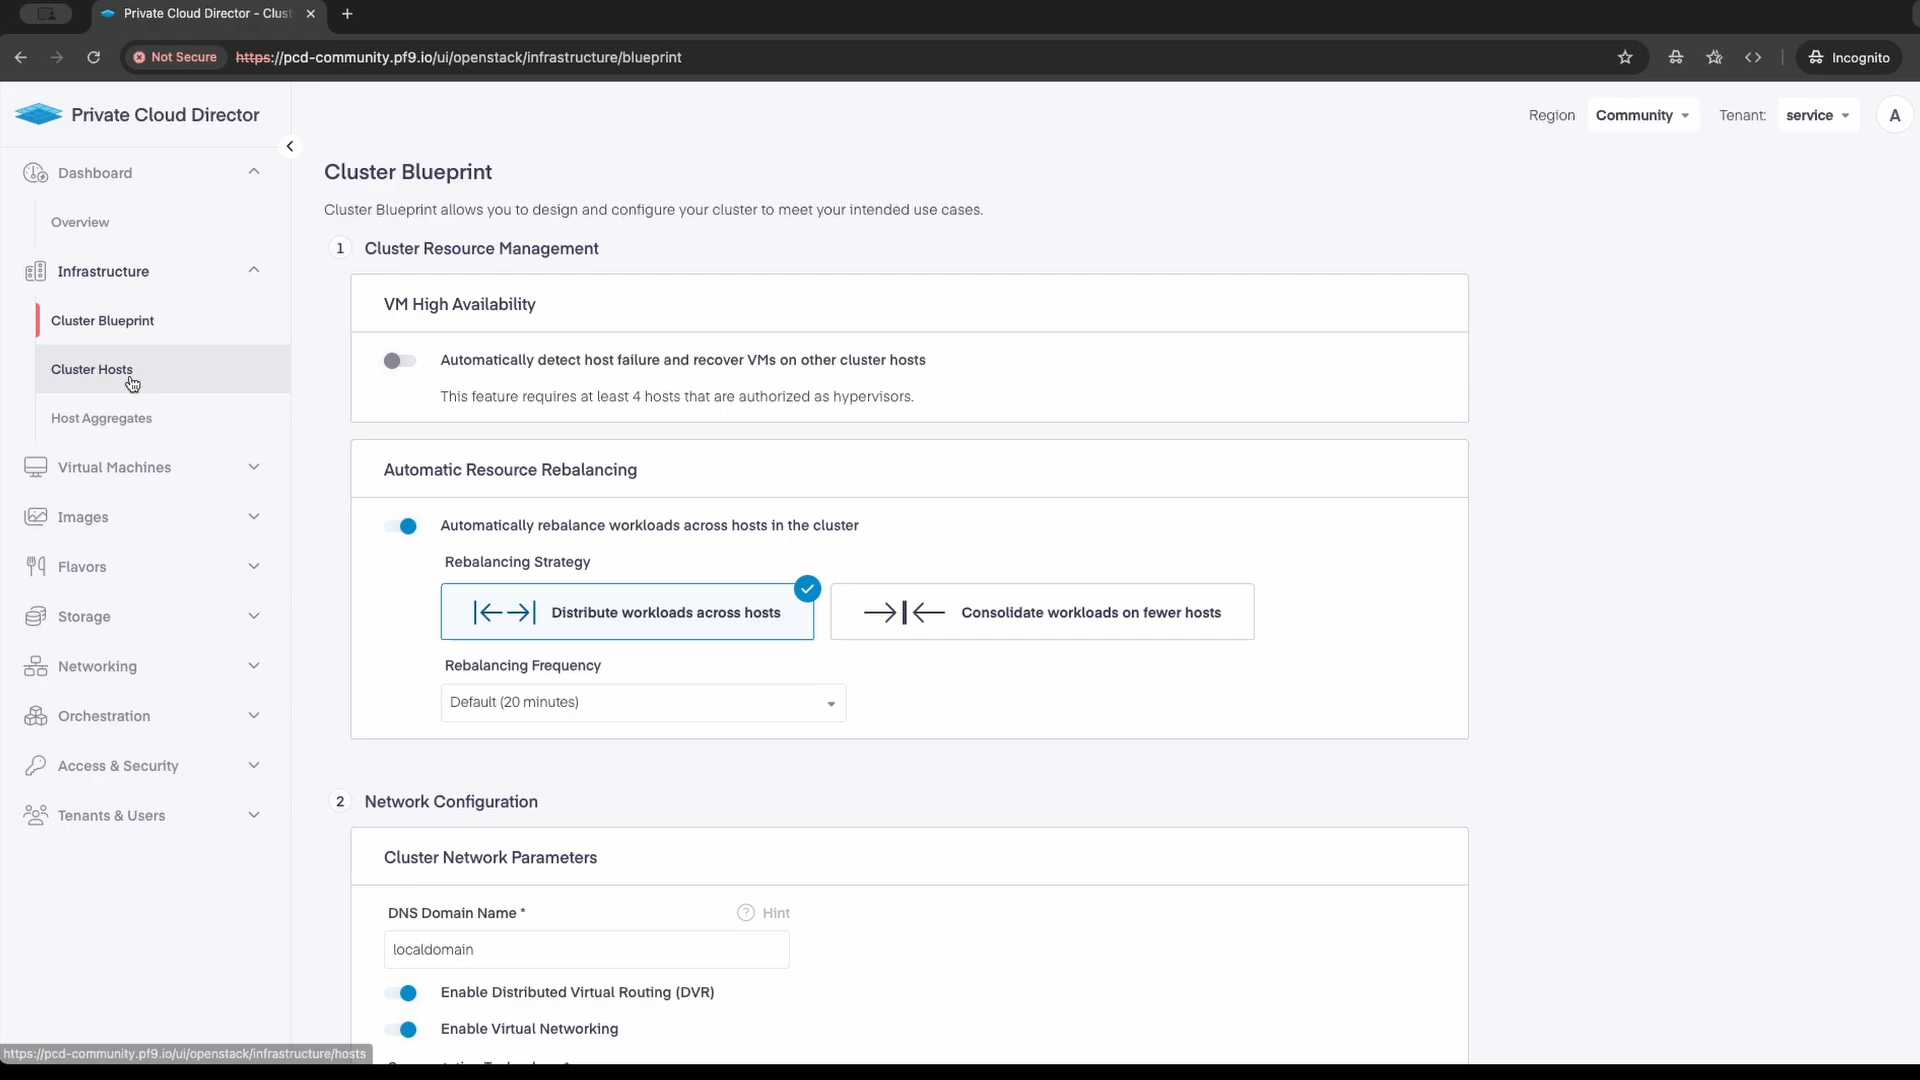 Private Cloud Director - Clust
Not Secure
https://pcd-community.pf9.io/ui/openstack/infrastructure/blueprint
Incognito
Private Cloud Director
Region
Community
Tenant:
service
A
Dashboard
Overview
Infrastructure
Cluster Blueprint
Cluster Hosts
Host Aggregates
Virtual Machines
Images
Flavors
Storage
Networking
Orchestration
Access & Security
Tenants & Users
Cluster Blueprint
Cluster Blueprint allows you to design and configure your cluster to meet your intended use cases.
1 Cluster Resource Management
VM High Availability
Automatically detect host failure and recover VMs on other cluster hosts
This feature requires at least 4 hosts that are authorized as hypervisors.
Automatic Resource Rebalancing
Automatically rebalance workloads across hosts in the cluster
Rebalancing Strategy
Distribute workloads across hosts
Consolidate workloads on fewer hosts
Rebalancing Frequency
Default (20 minutes)
2 Network Configuration
Cluster Network Parameters
DNS Domain Name *
? Hint
localdomain
Enable Distributed Virtual Routing (DVR)
Enable Virtual Networking
https://pcd-community.pf9.io/ui/openstack/infrastructure/hosts